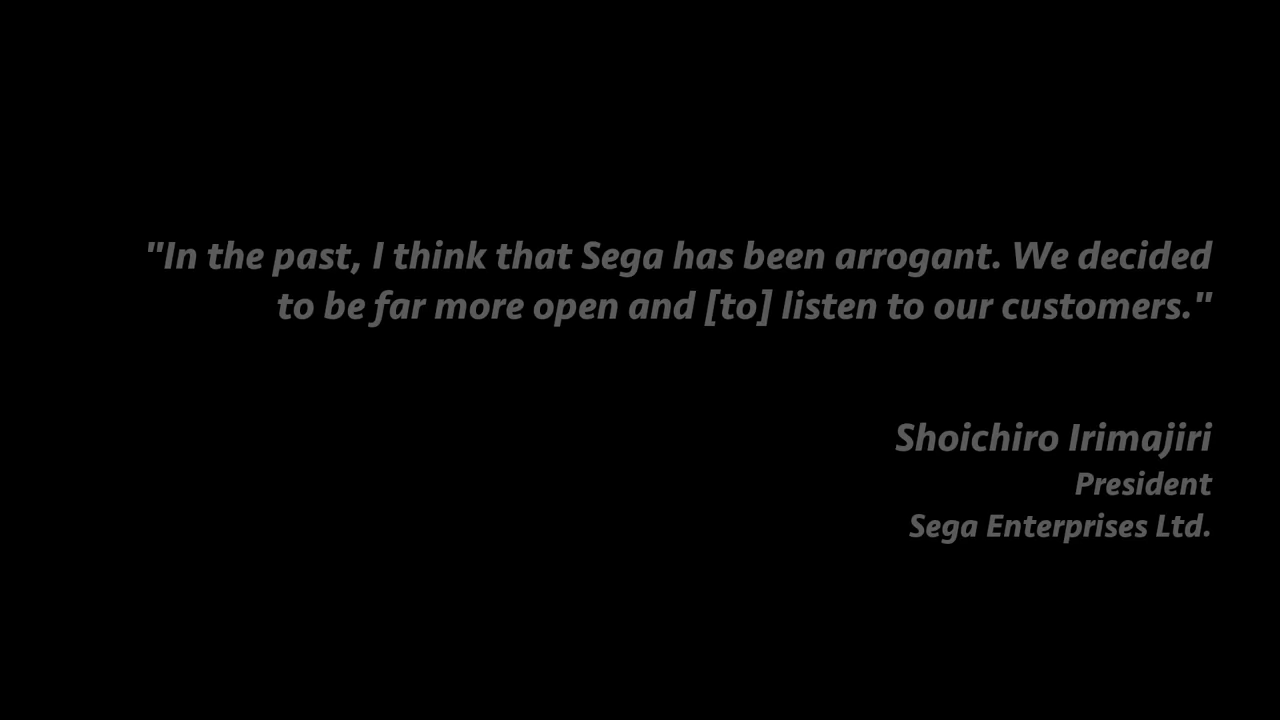 "In the past, I think that Sega has been arrogant. We decided
to be far more open and [to] listen to our customers."
Shoichiro Irimajiri
President
Sega Enterprises Ltd.